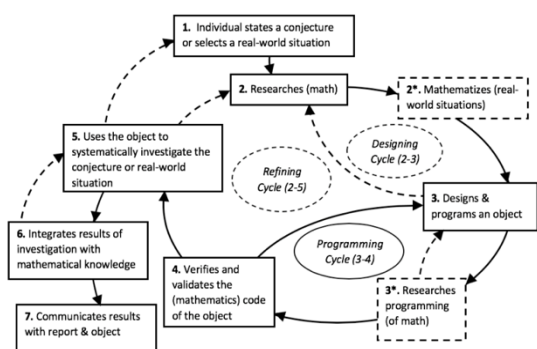 1. Individual states a conjecture
or selects a real-world situation
2. Researches (math)
2*. Mathematizes (real-
world situations)
5. Uses the object to
systematically investigate the
conjecture or real-world
situation
Designing
Cycle (2-3)
Refining
Cycle (2-5)
3. Designs &
programs an object
6. Integrates results of
investigation with
mathematical knowledge
Programming
Cycle (3-4)
4. Verifies and
validates the
(mathematics) code
of the object
3*. Researches
programming
(of math)
7. Communicates results
with report & object